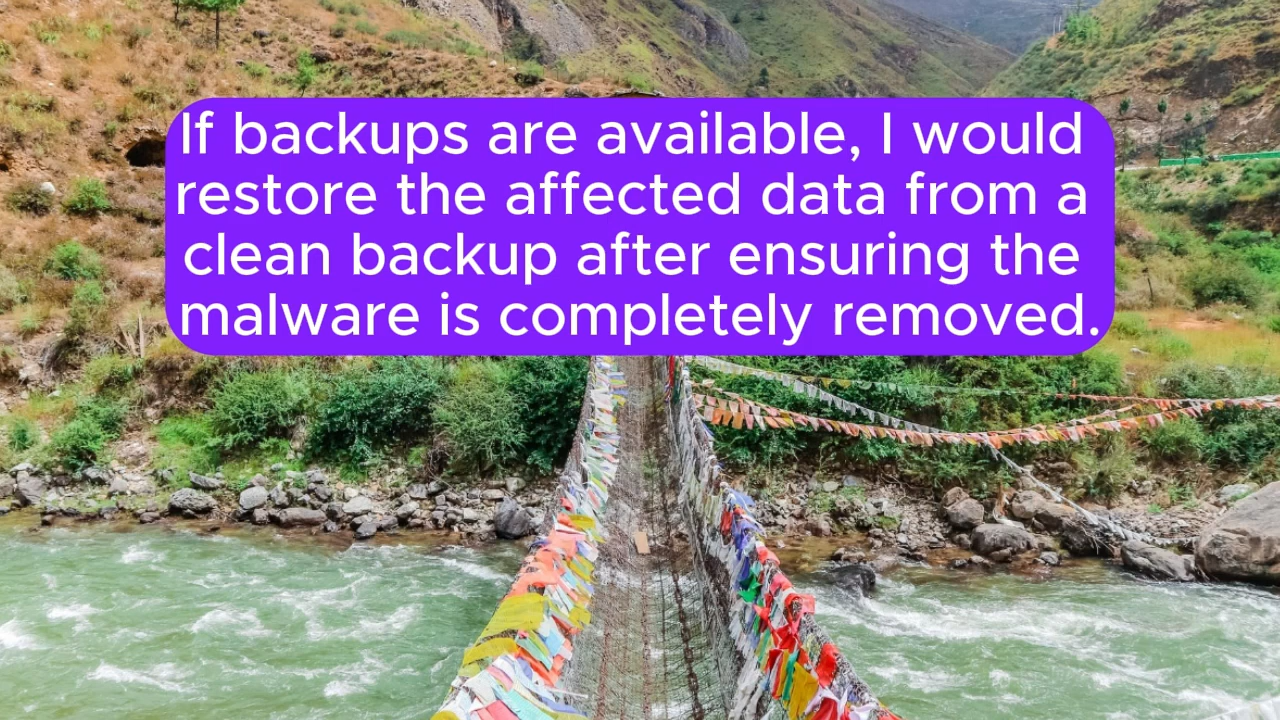 If backups are available, I would
restore the affected data from a
clean backup after ensuring the
malware is completely removed.